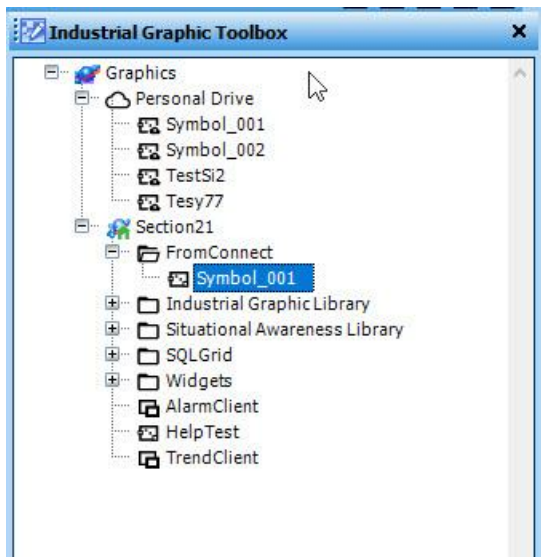 Industrial Graphic Toolbox
Graphics
Personal Drive
Symbol_001
Symbol_002
TestSi2
Tesy77
Section21
FromConnect
Symbol_001
Industrial Graphic Library
Situational Awareness Library
SQLGrid
Widgets
AlarmClient
HelpTest
TrendClient